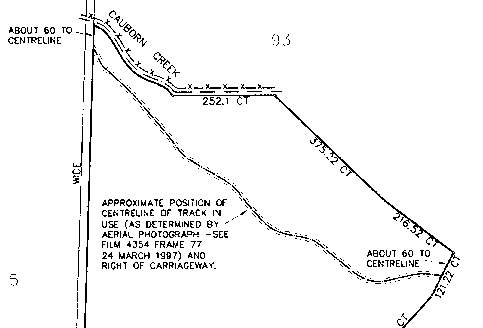 ABOUT 60 TO
CENTRELINE
CAUBORN CREEK
93
252.1 CT
375.32 CT
216.52 CT
WIDE
APPROXIMATE POSITION OF
CENTRELINE OF TRACK IN
USE (AS DETERMINED BY
AERIAL PHOTOGRAPH -SEE
FILM 4354 FRAME 77
24 MARCH 1997) AND
RIGHT OF CARRIAGEWAY.
ABOUT 60 TO
CENTRELINE
121.22 CT
5
CT